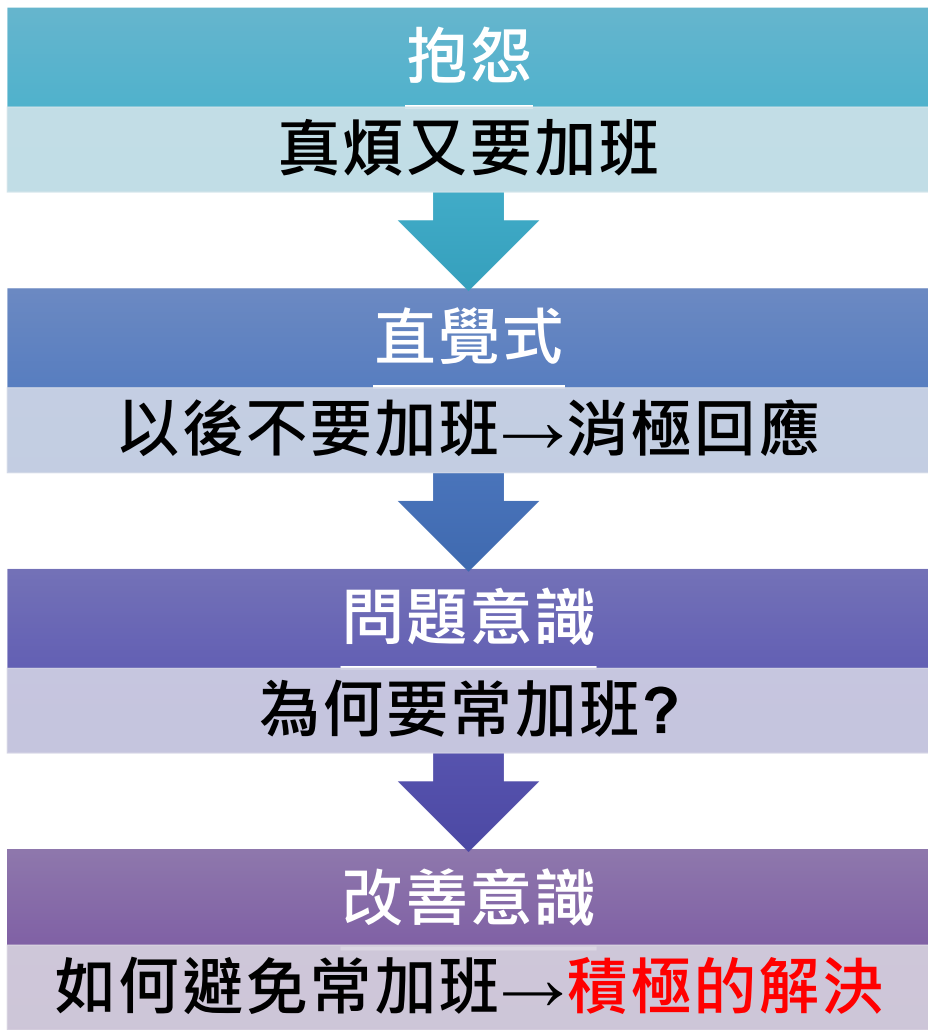 抱怨
真煩又要加班
直覺式
以後不要加班→消極回應
問題意識
為何要常加班?
改善意識
如何避免常加班→積極的解決